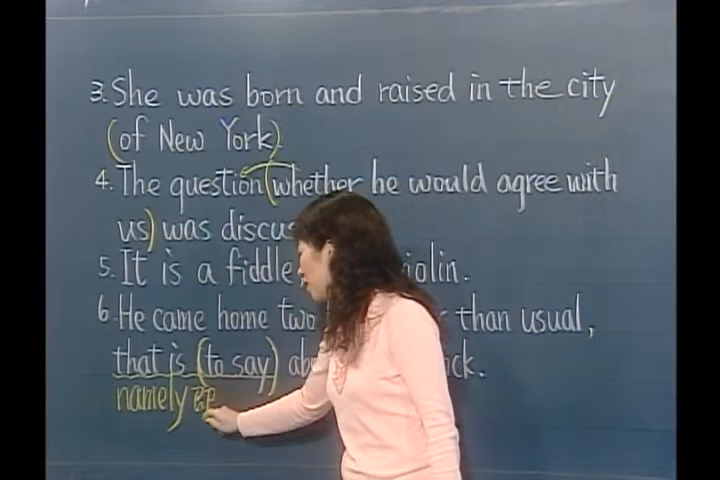 3. She was born and raised in the city
(of New York).
4. The question (whether he would agree with
us) was discus
5. It is a fiddle iolin.
6. He came home two than usual,
that is (to say) ab ck.
namely